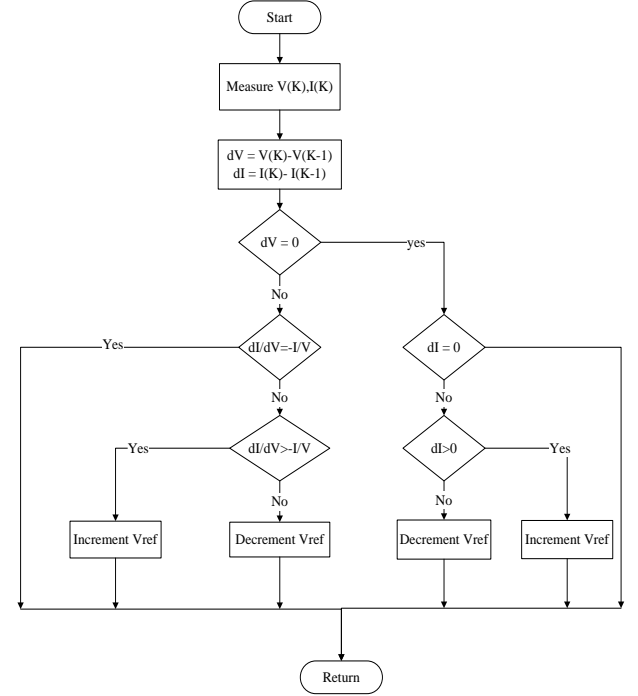 Start
Measure V(K),I(K)
dV = V(K)-V(K-1)
dI = I(K)- I(K-1)
dV = 0
yes
No
Yes
dI/dV=-I/V
dI = 0
No
No
Yes
dI/dV>-I/V
dI>0
Yes
No
No
Increment Vref
Decrement Vref
Decrement Vref
Increment Vref
Return